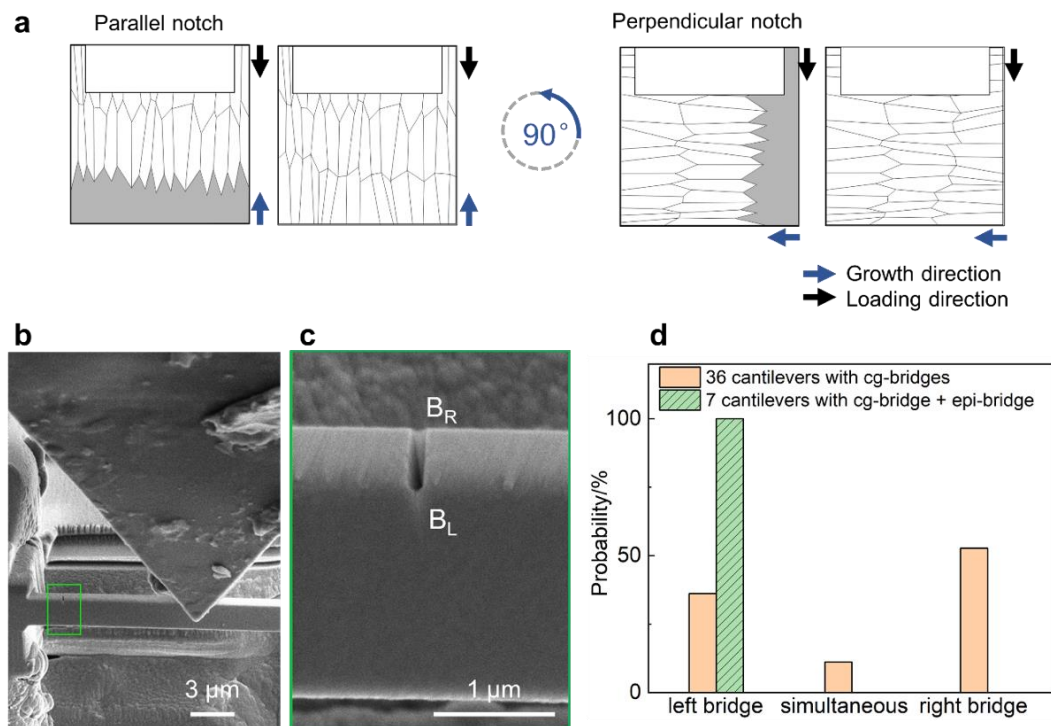 a
Parallel notch
Perpendicular notch
90°
Growth direction
Loading direction
b
3 µm
c
B_R
B_L
1 µm
d
36 cantilevers with cg-bridges
7 cantilevers with cg-bridge + epi-bridge
100
50
0
Probability/%
left bridge
simultaneous
right bridge